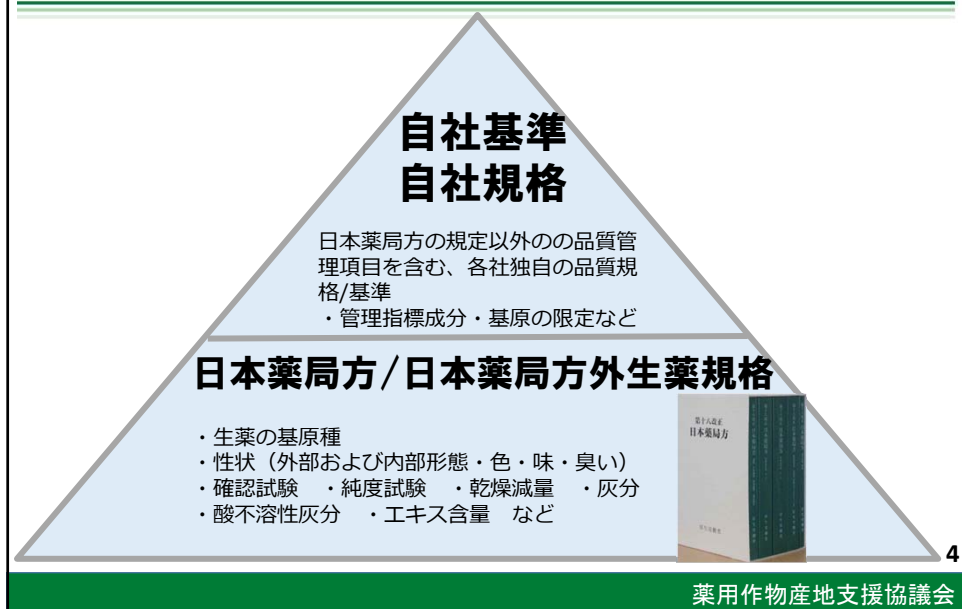 自社基準
自社規格
日本薬局方の規定以外のの品質管
理項目を含む、各社独自の品質規
格/基準
・管理指標成分・基原の限定など
日本薬局方/日本薬局方外生薬規格
・生薬の基原種
・性状（外部および内部形態・色・味・臭い）
・確認試験　・純度試験　・乾燥減量　・灰分
・酸不溶性灰分　・エキス含量　など
第十六改正
日本薬局方
4
薬用作物産地支援協議会